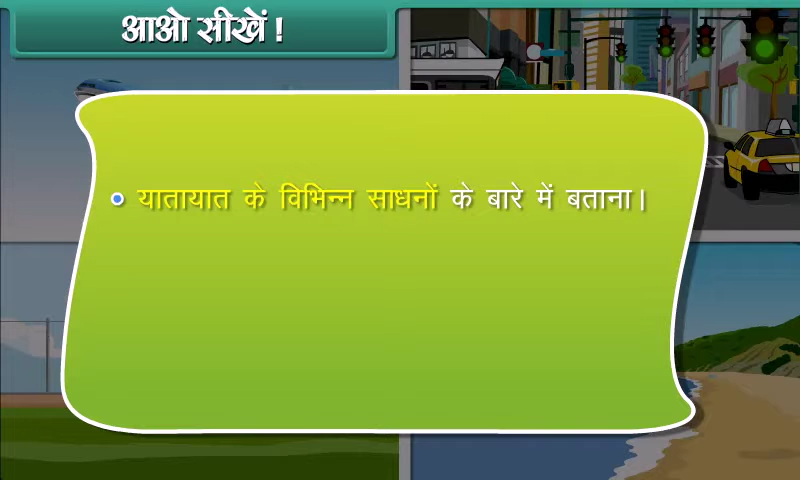 आओ सीखें!
यातायात के विभिन्न साधनों के बारे में बताना।